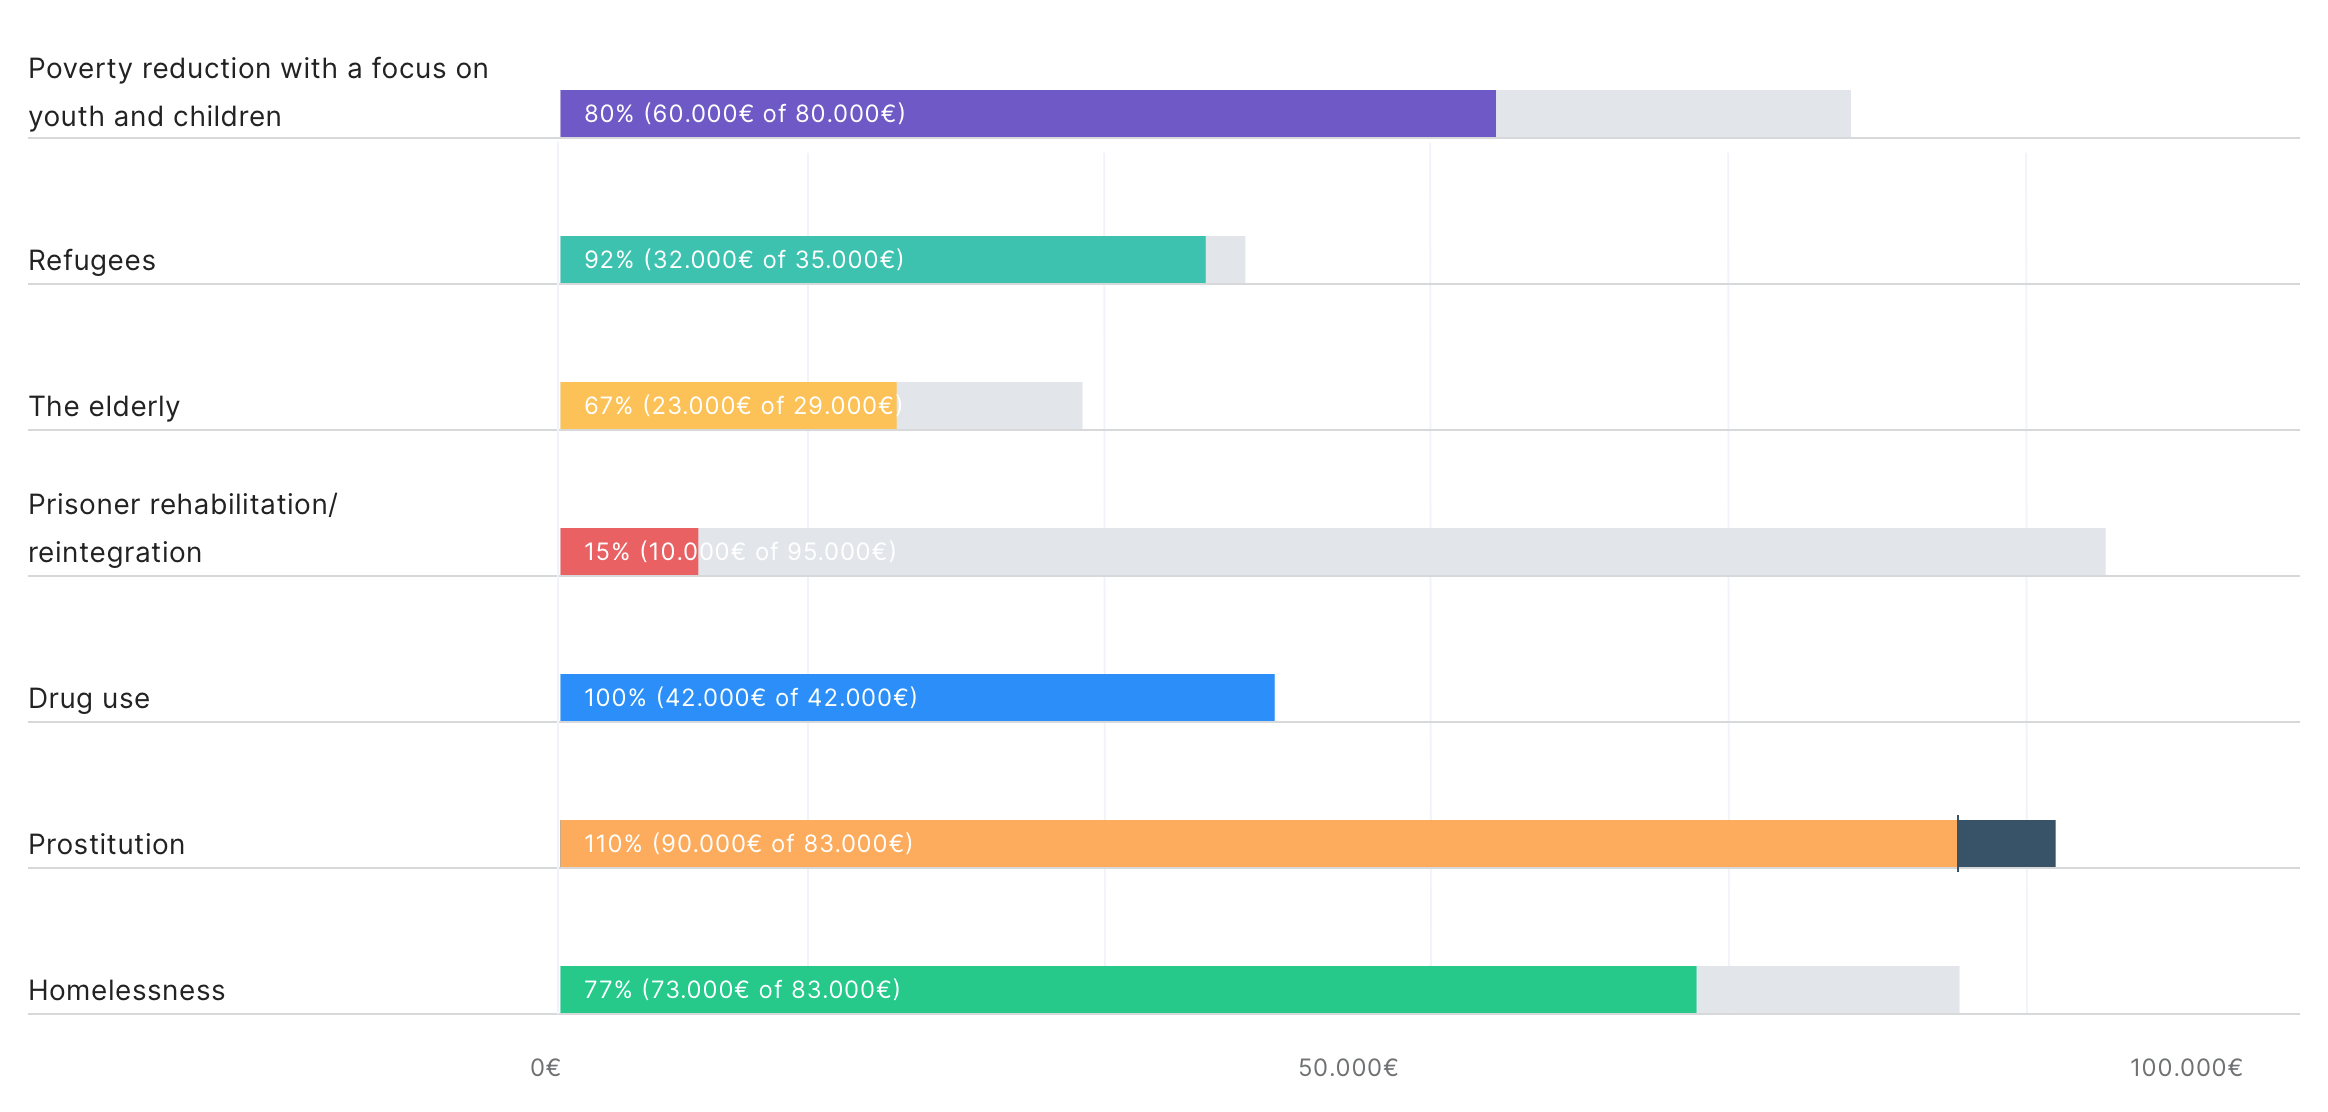 Poverty reduction with a focus on
youth and children
80% (60.000€ of 80.000€)
Refugees
92% (32.000€ of 35.000€)
The elderly
67% (23.000€ of 29.000€)
Prisoner rehabilitation/
reintegration
15% (10.000€ of 95.000€)
Drug use
100% (42.000€ of 42.000€)
Prostitution
110% (90.000€ of 83.000€)
Homelessness
77% (73.000€ of 83.000€)
0€ 50.000€ 100.000€